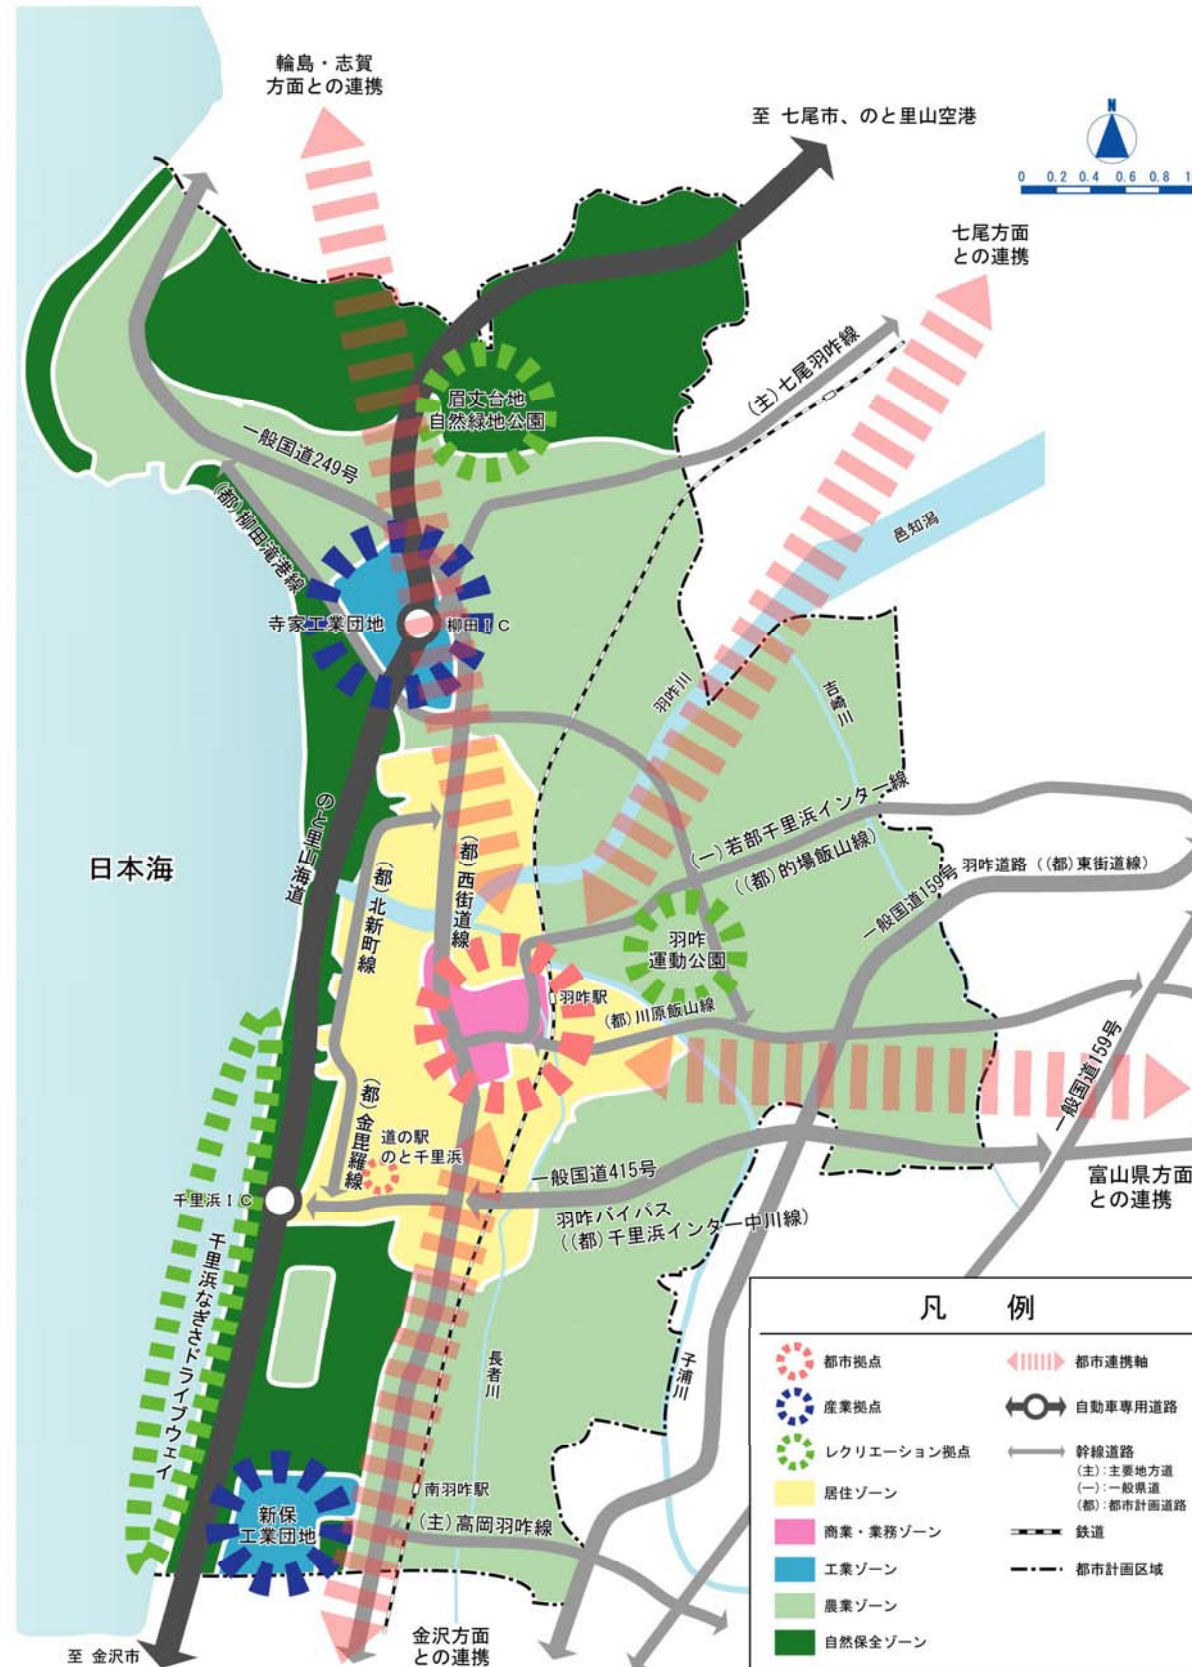 輪島・志賀
方面との連携
至 七尾市、のと里山空港
N
0 0.2 0.4 0.6 0.8
七尾方面
との連携
(主)七尾羽咋線
眉丈台地
自然緑地公園
一般国道249号
(都)柳田滝港線
邑知潟
寺家工業団地
柳田IC
羽咋川
吉崎川
のと里山海道
日本海
(都)北新町線
(都)西街道線
(一)若部千里浜インター線
((都)的場飯山線)
一般国道159号 羽咋道路 ((都)東街道線)
羽咋
運動公園
羽咋駅
(都)川原飯山線
一般国道159号
(都)金毘羅線
道の駅
のと千里浜
一般国道415号
富山県方面
との連携
千里浜IC
羽咋バイパス
((都)千里浜インター中川線)
千里浜なぎさドライブウェイ
長者川
子浦川
新保
工業団地
南羽咋駅
(主)高岡羽咋線
至 金沢市
金沢方面
との連携
凡 例
都市拠点
産業拠点
レクリエーション拠点
居住ゾーン
商業・業務ゾーン
工業ゾーン
農業ゾーン
自然保全ゾーン
都市連携軸
自動車専用道路
幹線道路
(主):主要地方道
(一):一般県道
(都):都市計画道路
鉄道
都市計画区域